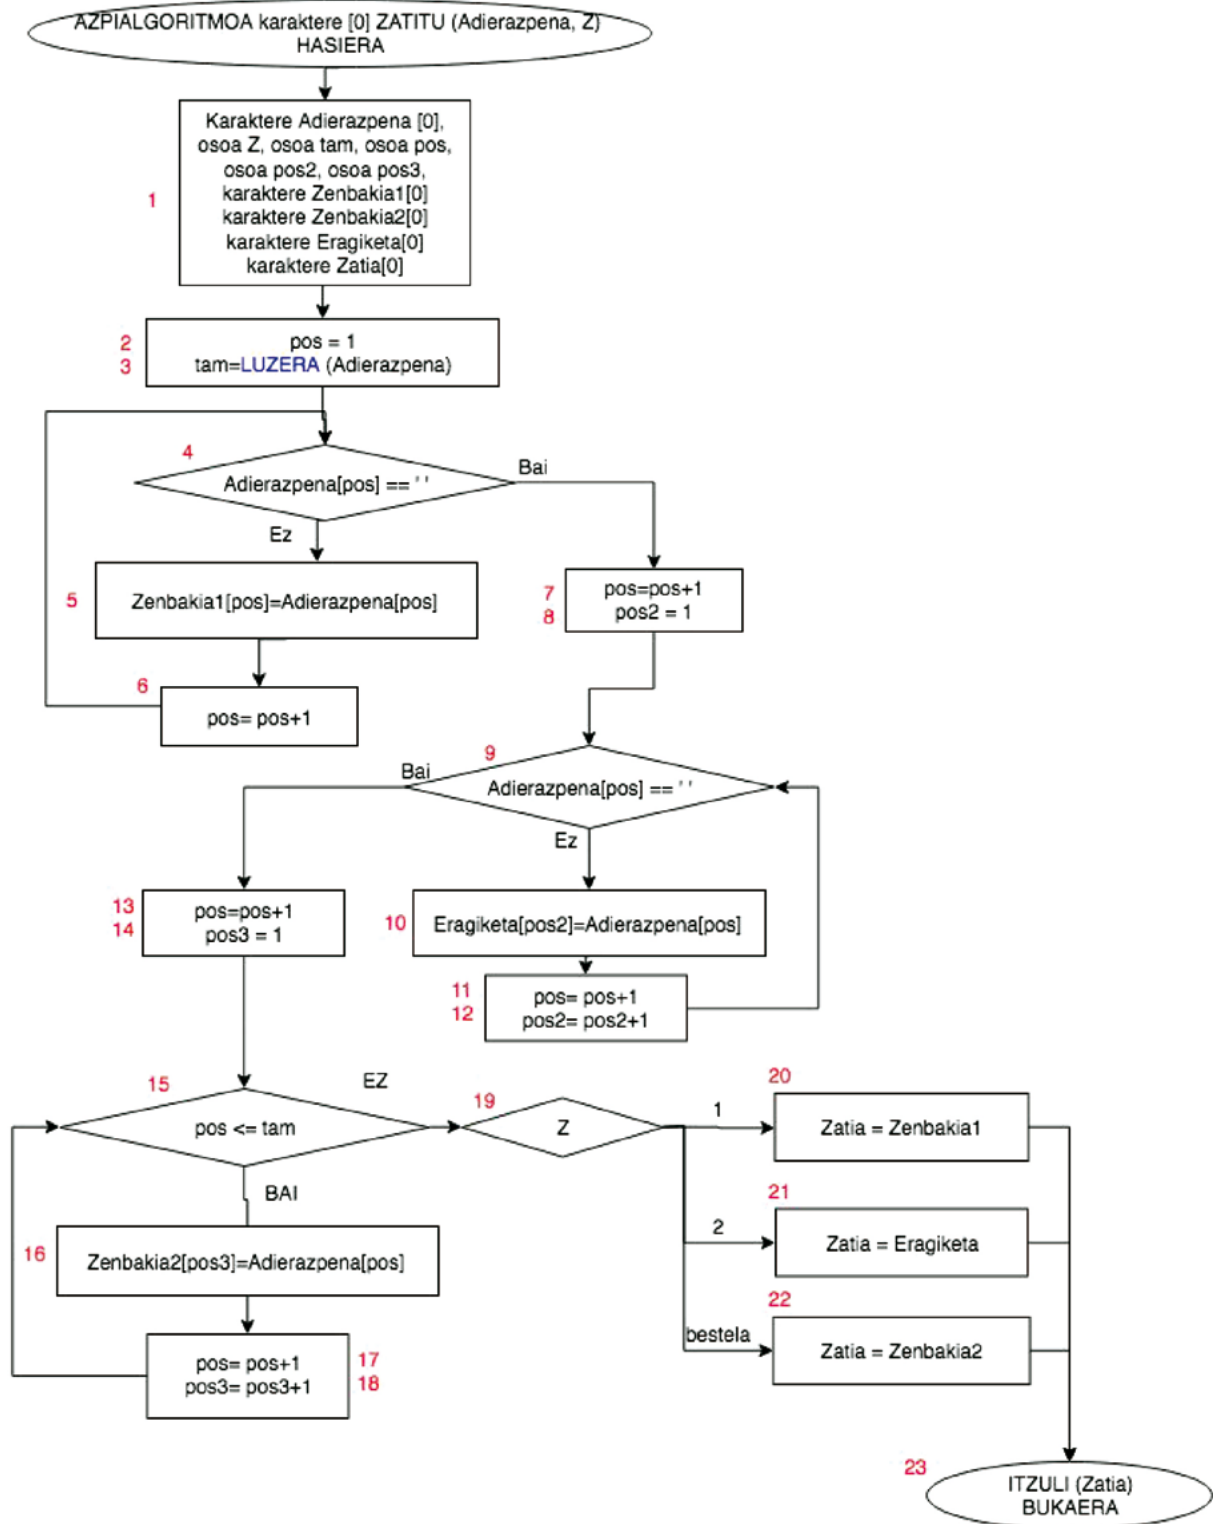 AZPIALGORITMOA karaktere [0] ZATITU (Adierazpena, Z)
HASIERA
1
Karaktere Adierazpena [0],
osoa Z, osoa tam, osoa pos,
osoa pos2, osoa pos3,
karaktere Zenbakia1[0]
karaktere Zenbakia2[0]
karaktere Eragiketa[0]
karaktere Zatia[0]
2
pos = 1
3
tam=LUZERA (Adierazpena)
4
Adierazpena[pos] == ' '
Bai
Ez
5
Zenbakia1[pos]=Adierazpena[pos]
6
pos= pos+1
7
pos=pos+1
8
pos2 = 1
9
Adierazpena[pos] == ' '
Bai
Ez
10
Eragiketa[pos2]=Adierazpena[pos]
11
pos= pos+1
12
pos2= pos2+1
13
pos=pos+1
14
pos3 = 1
15
pos <= tam
EZ
BAI
16
Zenbakia2[pos3]=Adierazpena[pos]
pos= pos+1
17
pos3= pos3+1
18
19
Z
1
20
Zatia = Zenbakia1
2
21
Zatia = Eragiketa
bestela
22
Zatia = Zenbakia2
23
ITZULI (Zatia)
BUKAERA